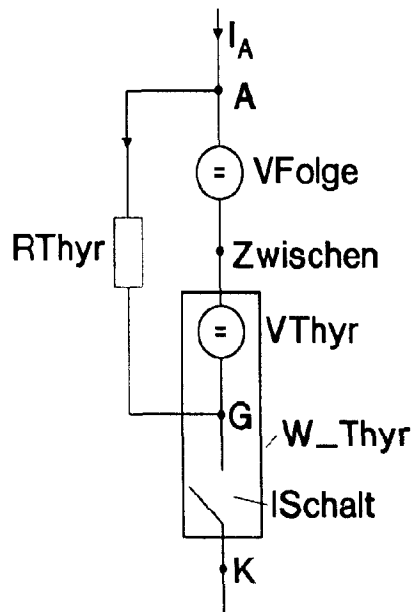 I_A
A
= VFolge
RThyr
Zwischen
= VThyr
G
W_Thyr
ISchalt
K